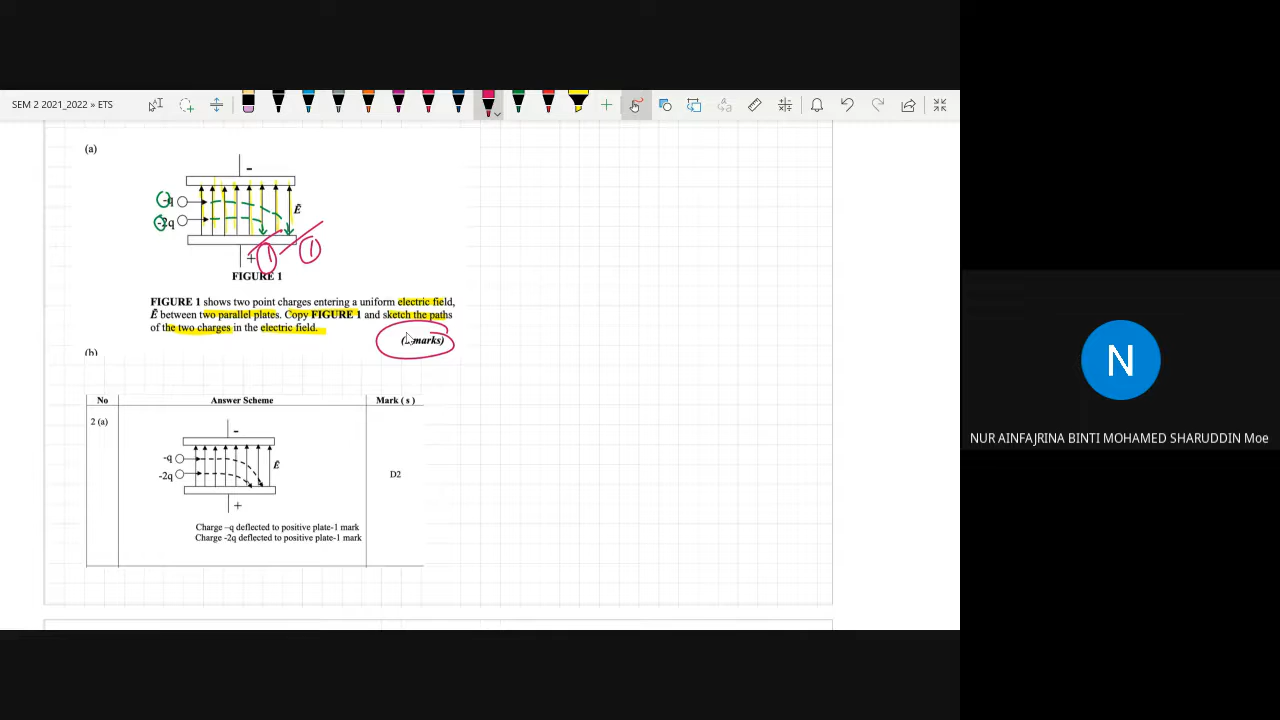 SEM 2 2021_2022 » ETS
(a)
-
-q
-2q
Ē
+
① ①
FIGURE 1
FIGURE 1 shows two point charges entering a uniform electric field,
Ē between two parallel plates. Copy FIGURE 1 and sketch the paths
of the two charges in the electric field.
( marks)
(b)
No Answer Scheme Mark ( s )
2 (a)
-
-q
-2q
Ē
+
D2
Charge –q deflected to positive plate-1 mark
Charge -2q deflected to positive plate-1 mark
N
NUR AINFAJRINA BINTI MOHAMED SHARUDDIN Moe